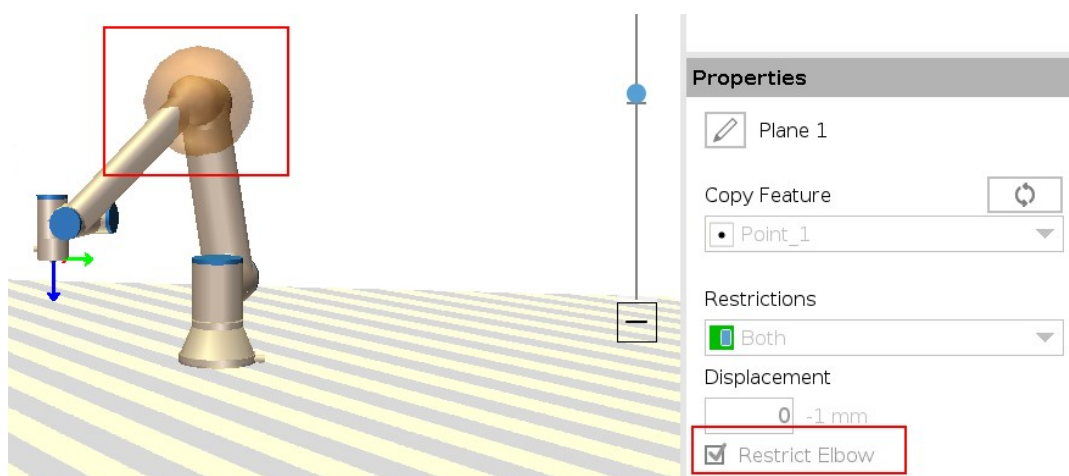 Properties
Plane 1
Copy Feature
Point_1
Restrictions
Both
Displacement
0 -1 mm
Restrict Elbow